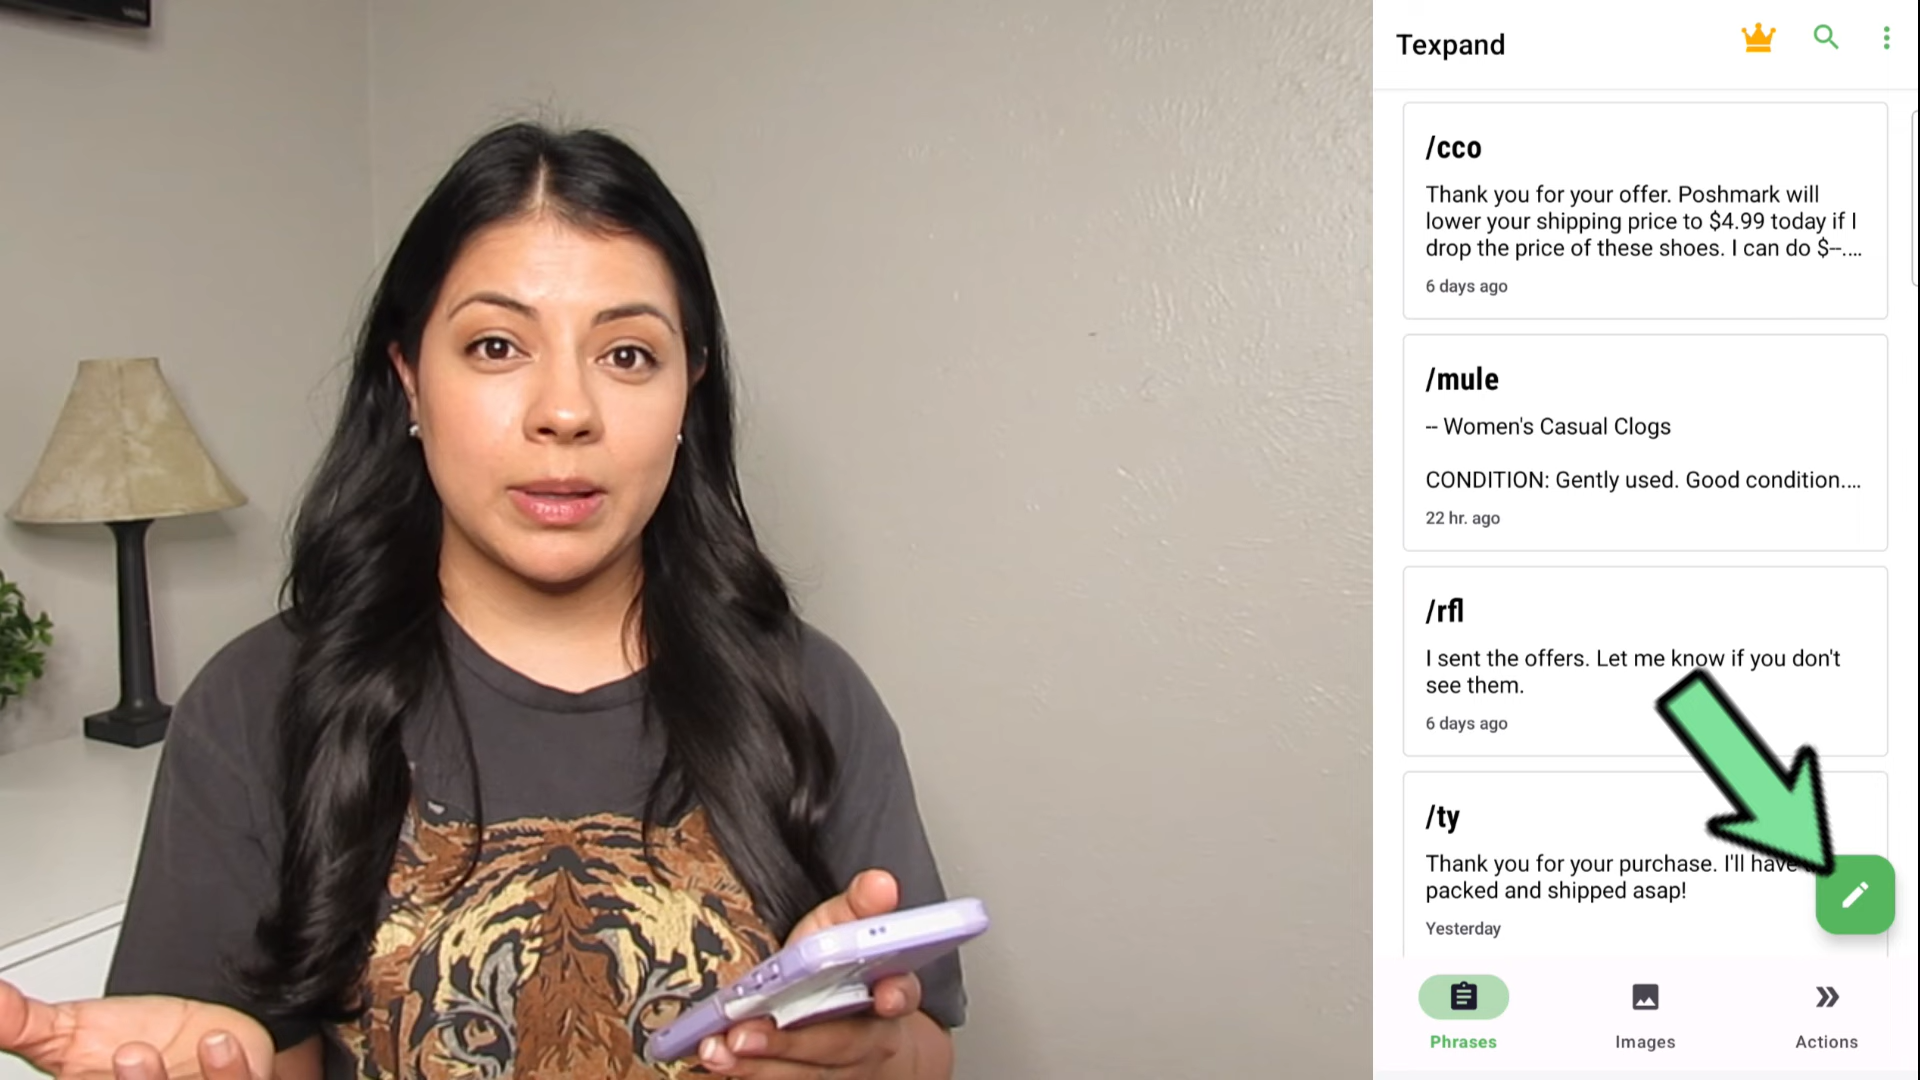 Texpand
/cco
Thank you for your offer. Poshmark will
lower your shipping price to $4.99 today if I
drop the price of these shoes. I can do $--....
6 days ago
/mule
-- Women's Casual Clogs
CONDITION: Gently used. Good condition....
22 hr. ago
/rfl
I sent the offers. Let me know if you don't
see them.
6 days ago
/ty
Thank you for your purchase. I'll have
packed and shipped asap!
Yesterday
Phrases
Images
Actions